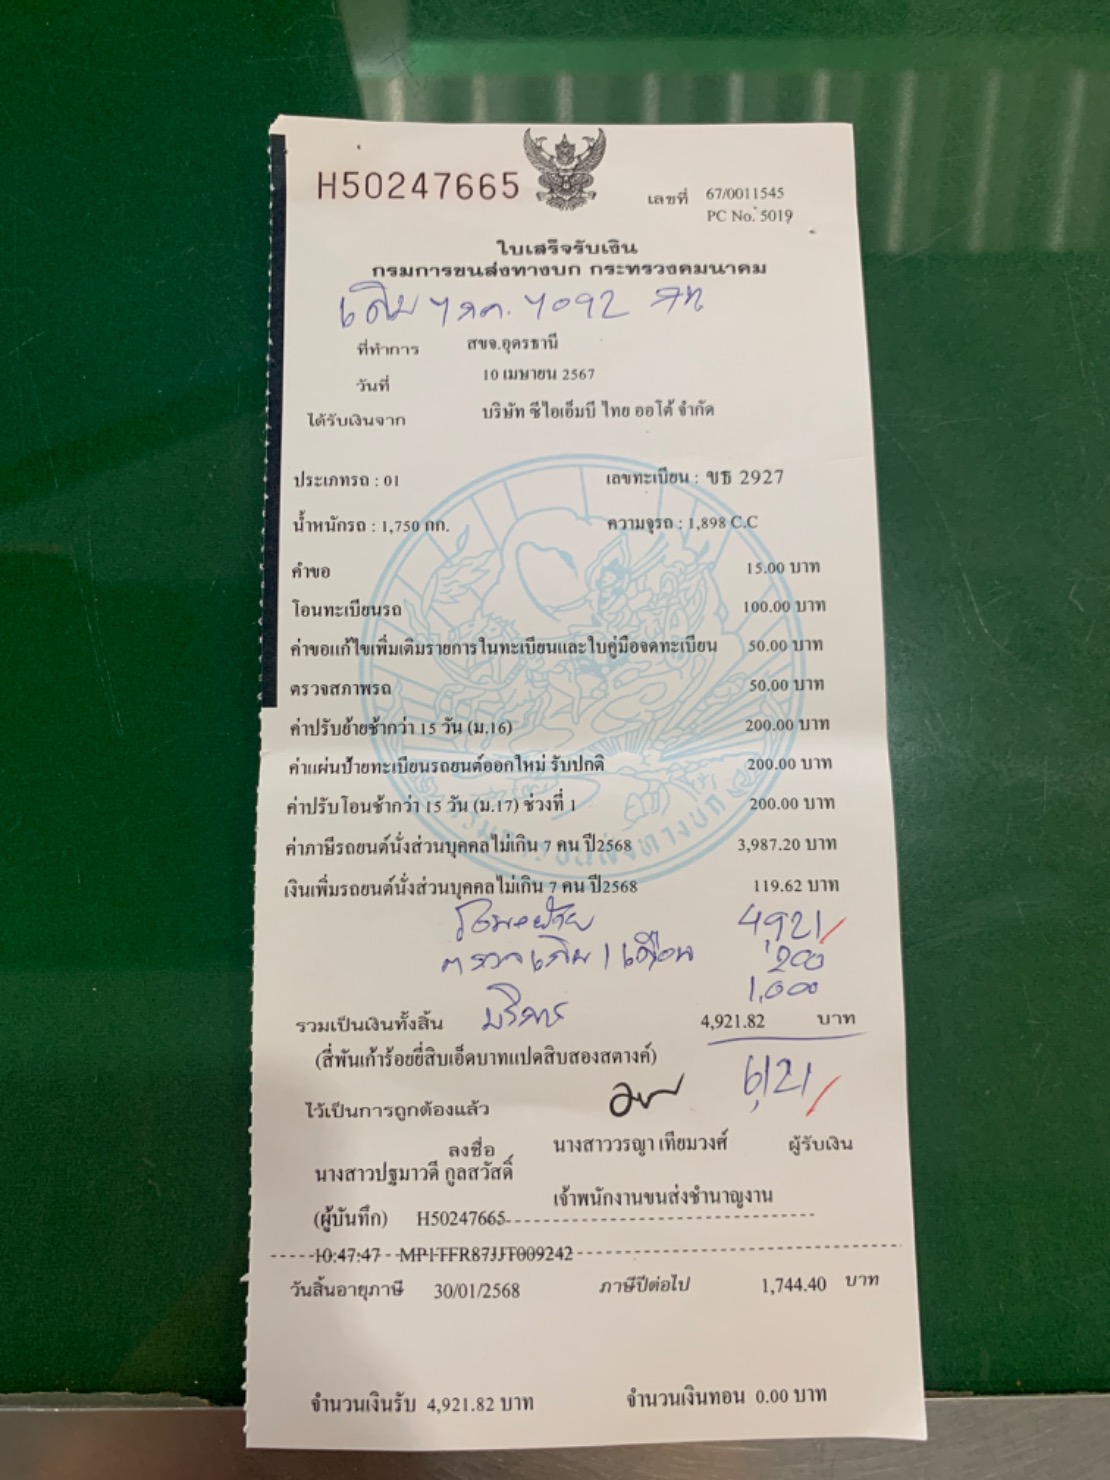 H50247665
เลขที่ 67/0011545
PC No. 5019
ใบเสร็จรับเงิน
กรมการขนส่งทางบก กระทรวงคมนาคม
เดิม
ที่ทำการ สขจ.อุดรธานี
วันที่ 10 เมษายน 2567
ได้รับเงินจาก บริษัท ซีไอเอ็มบี ไทย ออโต้ จำกัด
ประเภทรถ : 01 เลขทะเบียน : ขธ 2927
น้ำหนักรถ : 1,750 กก. ความจุรถ : 1,898 C.C
คำขอ 15.00 บาท
โอนทะเบียนรถ 100.00 บาท
ค่าขอแก้ไขเพิ่มเติมรายการในทะเบียนและใบคู่มือจดทะเบียน 50.00 บาท
ตรวจสภาพรถ 50.00 บาท
ค่าปรับย้ายช้ากว่า 15 วัน (ม.16) 200.00 บาท
ค่าแผ่นป้ายทะเบียนรถยนต์ออกใหม่ รับปกติ 200.00 บาท
ค่าปรับโอนช้ากว่า 15 วัน (ม.17) ช่วงที่ 1 200.00 บาท
ค่าภาษีรถยนต์นั่งส่วนบุคคลไม่เกิน 7 คน ปี2568 3,987.20 บาท
เงินเพิ่มรถยนต์นั่งส่วนบุคคลไม่เกิน 7 คน ปี2568 119.62 บาท
กรมการขนส่งทางบก
4,921
200
1,000
บริการ
รวมเป็นเงินทั้งสิ้น 4,921.82 บาท
(สี่พันเก้าร้อยยี่สิบเอ็ดบาทแปดสิบสองสตางค์)
6,121
ไว้เป็นการถูกต้องแล้ว
ลงชื่อ นางสาววรญา เทียมวงศ์ ผู้รับเงิน
นางสาวปฐมาวดี กูลสวัสดิ์
เจ้าพนักงานขนส่งชำนาญงาน
(ผู้บันทึก) H50247665
10:47:47 MP1TFR87JJT009242
วันสิ้นอายุภาษี 30/01/2568 ภาษีปีต่อไป 1,744.40 บาท
จำนวนเงินรับ 4,921.82 บาท จำนวนเงินทอน 0.00 บาท